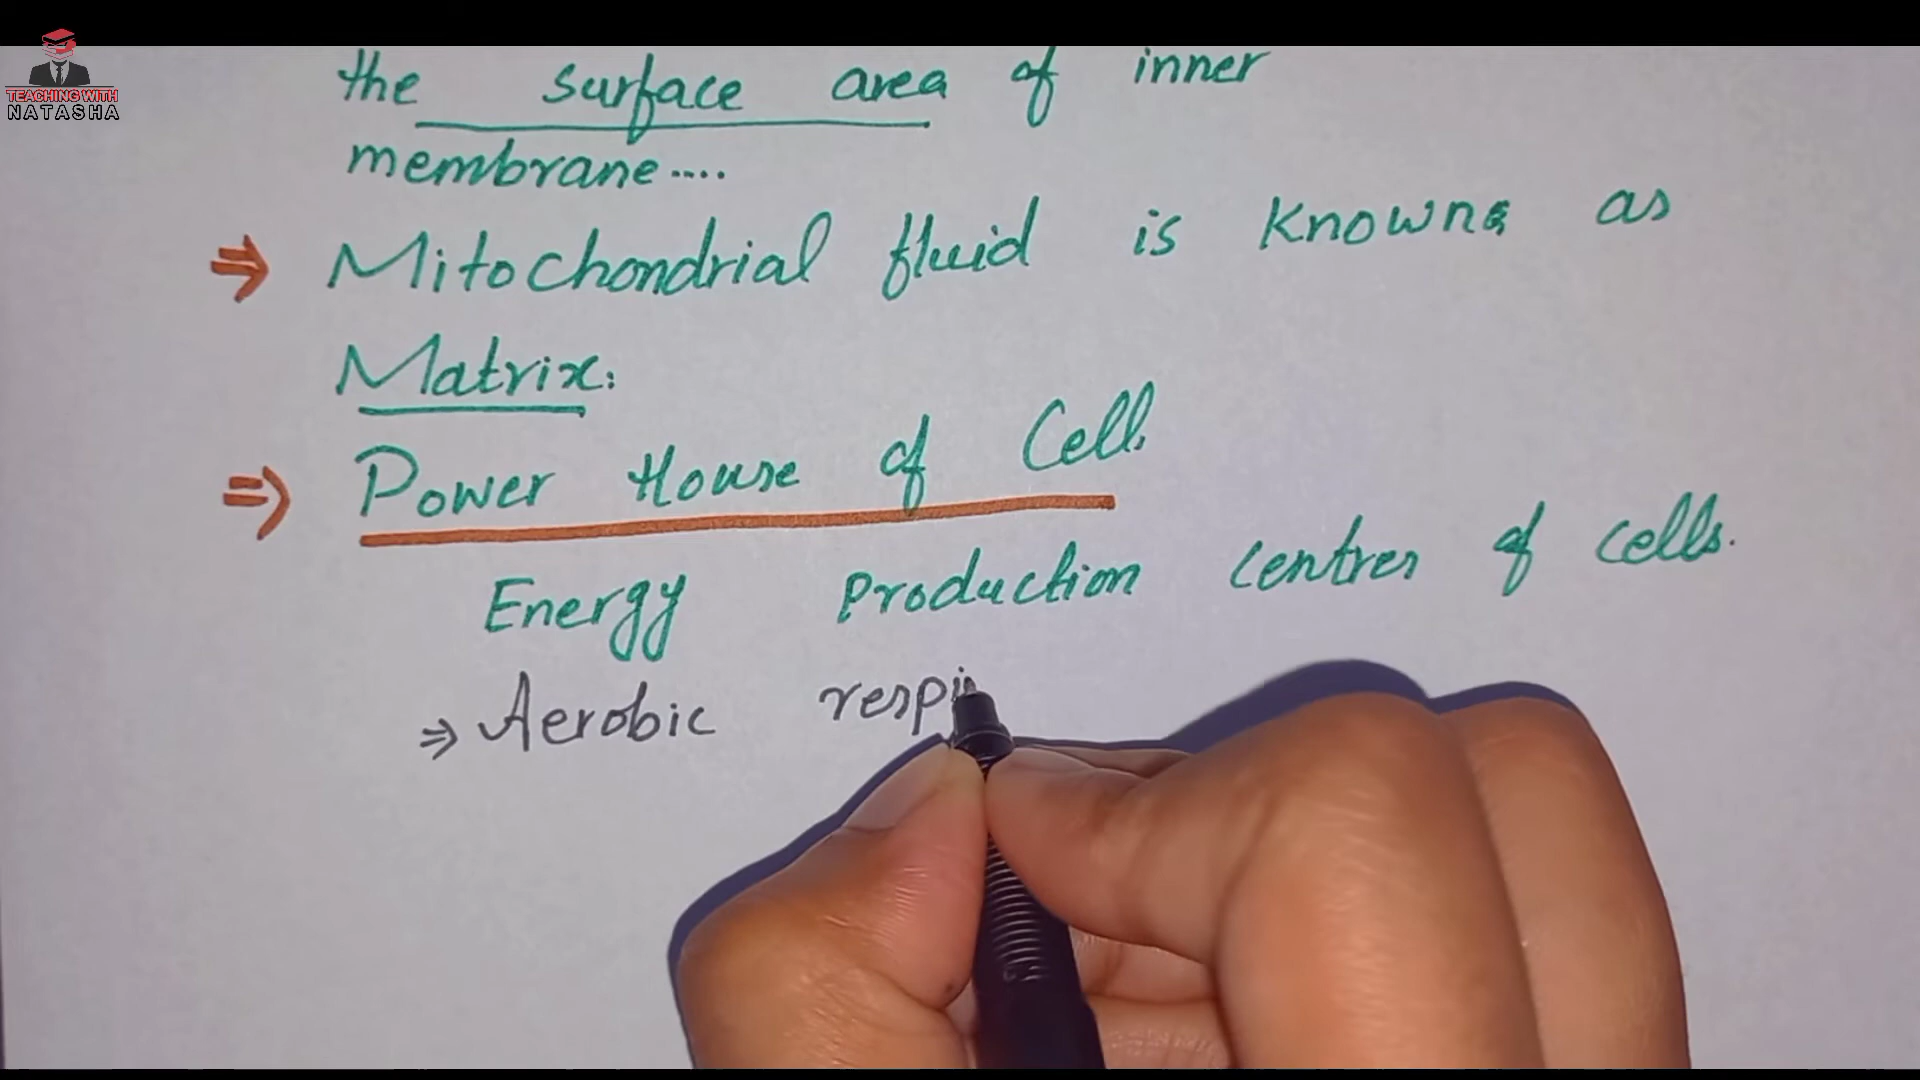 TEACHING WITH
NATASHA
the surface area of inner
membrane....
⇒ Mitochondrial fluid is known as
Matrix:
⇒ Power House of Cell.
Energy Production centres of cells.
⇒ Aerobic respi